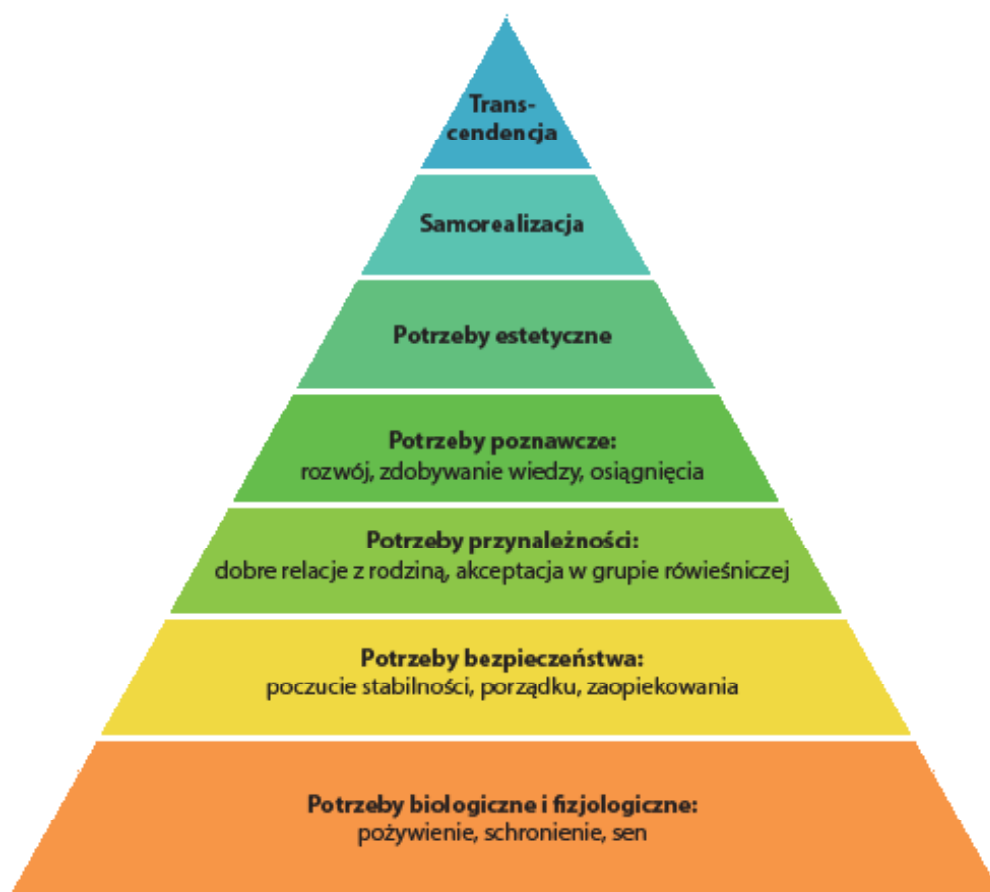 Trans-
cendencja
Samorealizacja
Potrzeby estetyczne
Potrzeby poznawcze:
rozwój, zdobywanie wiedzy, osiągnięcia
Potrzeby przynależności:
dobre relacje z rodziną, akceptacja w grupie rówieśniczej
Potrzeby bezpieczeństwa:
poczucie stabilności, porządku, zaopiekowania
Potrzeby biologiczne i fizjologiczne:
pożywienie, schronienie, sen